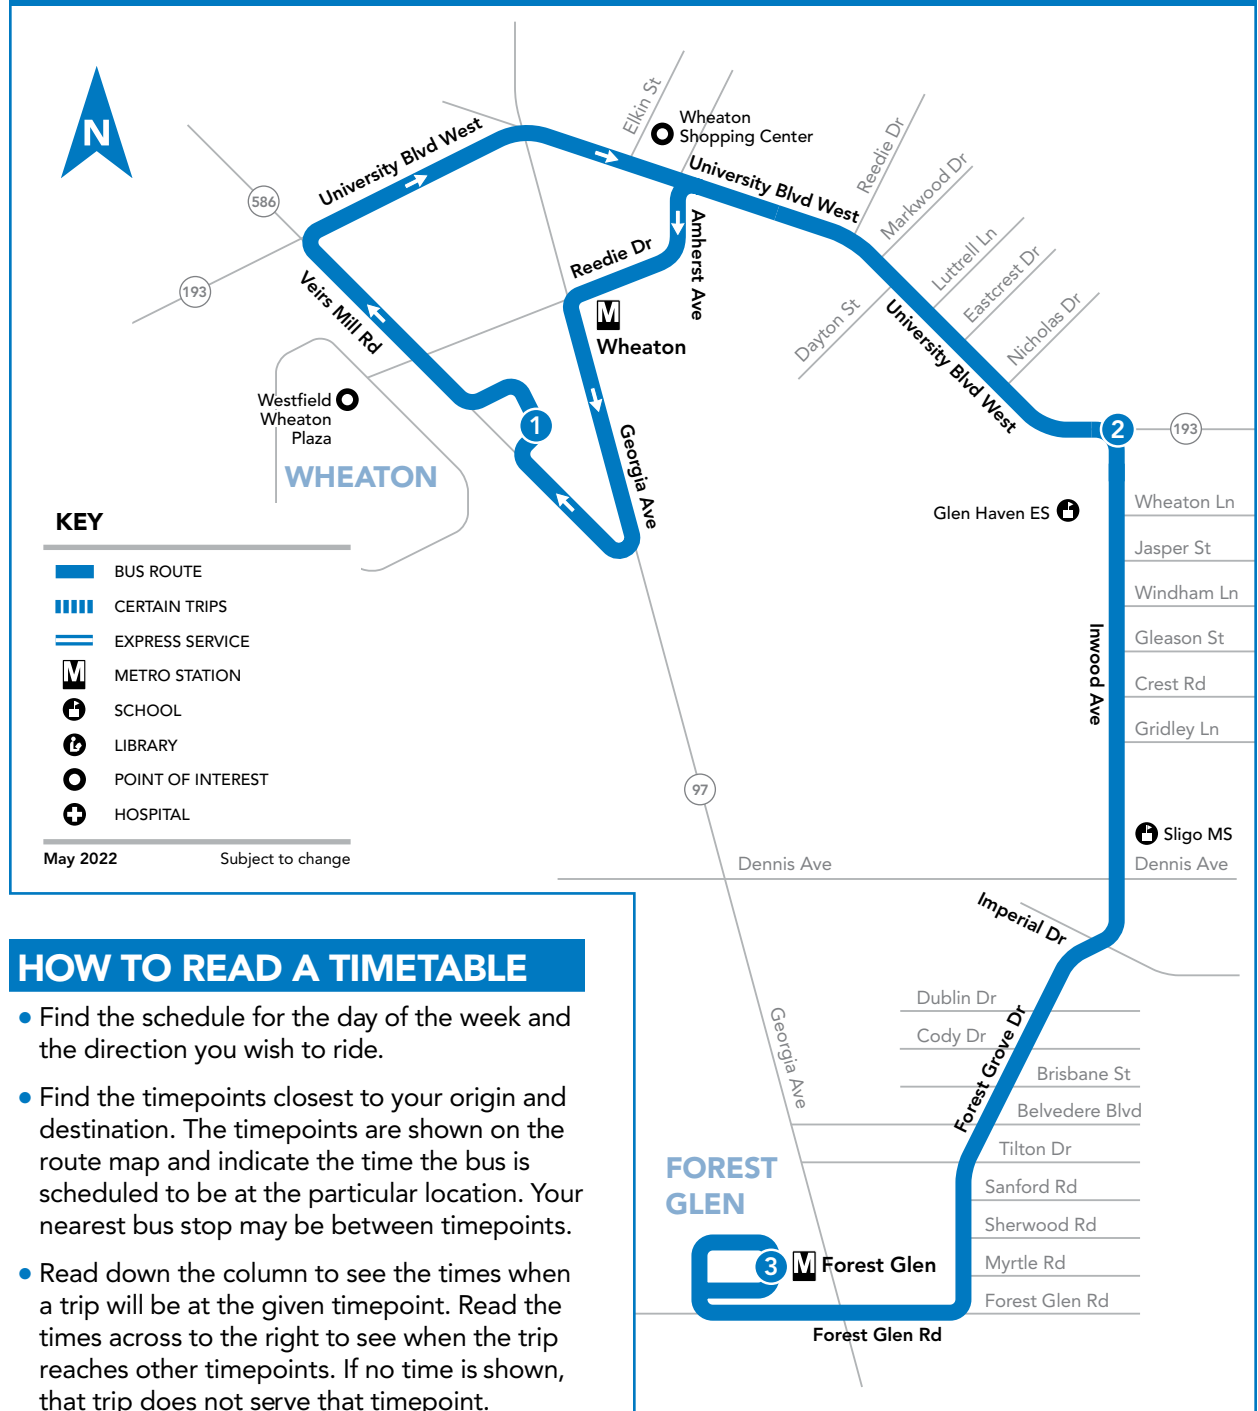 N
586
193
University Blvd West
Elkin St
Wheaton
Shopping Center
University Blvd West
Reedie Dr
Markwood Dr
Luttrell Ln
Eastcrest Dr
Nicholas Dr
Dayton St
University Blvd West
Amherst Ave
Reedie Dr
M
Wheaton
Veirs Mill Rd
Westfield
Wheaton
Plaza
WHEATON
1
Georgia Ave
2
193
Glen Haven ES
Wheaton Ln
Jasper St
Windham Ln
Gleason St
Crest Rd
Gridley Ln
Inwood Ave
KEY
BUS ROUTE
CERTAIN TRIPS
EXPRESS SERVICE
M METRO STATION
SCHOOL
LIBRARY
POINT OF INTEREST
HOSPITAL
May 2022 Subject to change
97
Sligo MS
Dennis Ave
Dennis Ave
Imperial Dr
Dublin Dr
Cody Dr
Forest Grove Dr
Brisbane St
Belvedere Blvd
Tilton Dr
Sanford Rd
Sherwood Rd
Myrtle Rd
Forest Glen Rd
Georgia Ave
FOREST
GLEN
3
M Forest Glen
Forest Glen Rd
HOW TO READ A TIMETABLE
• Find the schedule for the day of the week and
the direction you wish to ride.
• Find the timepoints closest to your origin and
destination. The timepoints are shown on the
route map and indicate the time the bus is
scheduled to be at the particular location. Your
nearest bus stop may be between timepoints.
• Read down the column to see the times when
a trip will be at the given timepoint. Read the
times across to the right to see when the trip
reaches other timepoints. If no time is shown,
that trip does not serve that timepoint.